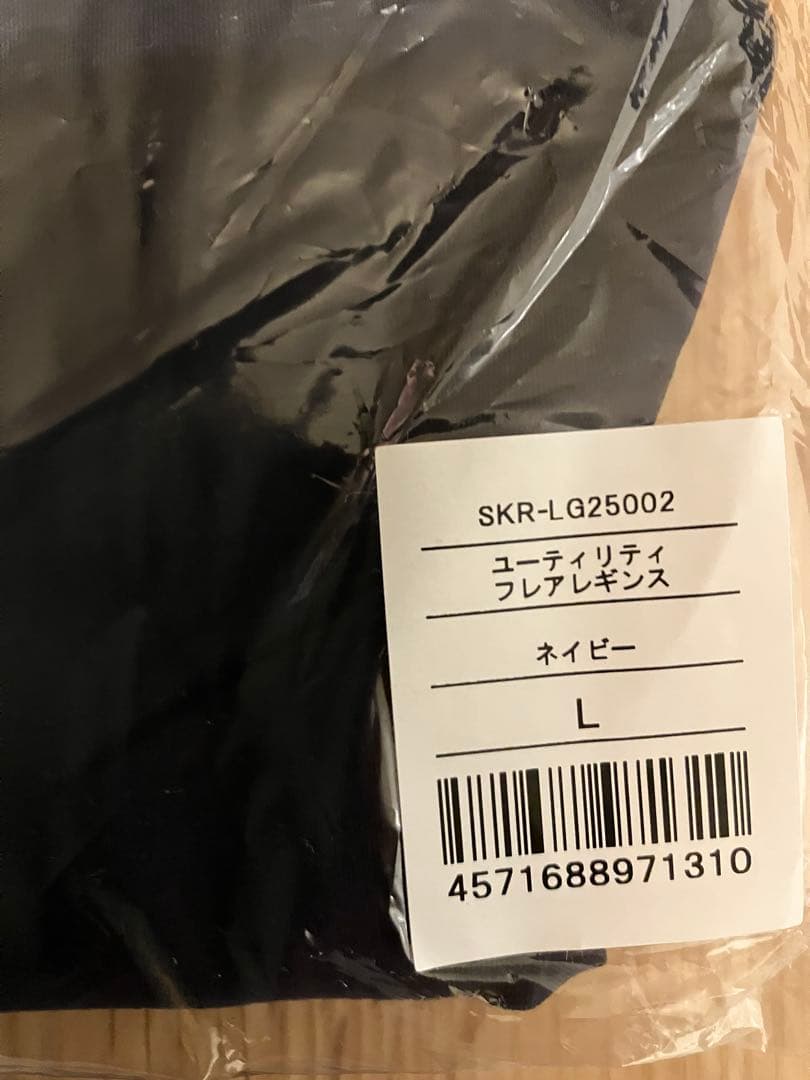 SKR-LG25002
ユーティリティ
フレアレギンス
ネイビー
L
4571688971310